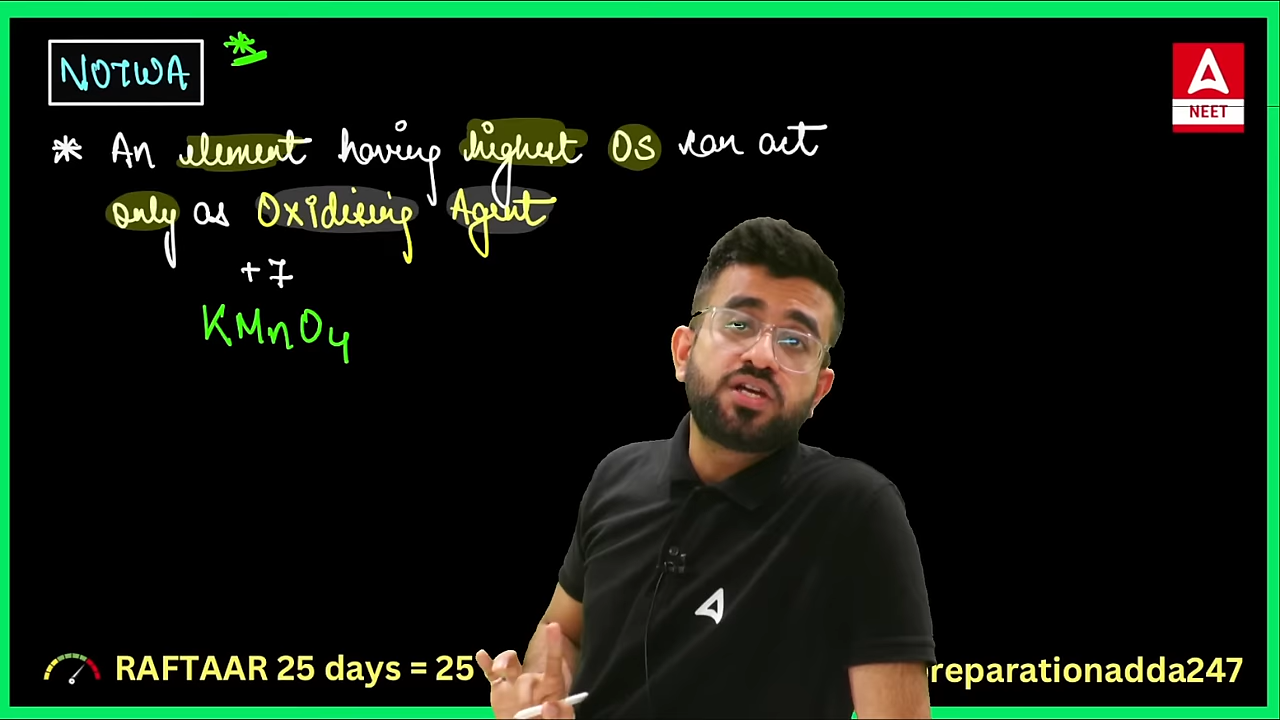 NOTWA *
NEET
* An element having highest OS can act
only as Oxidising Agent
+7
KMnO4
RAFTAAR 25 days = 25
preparationadda247